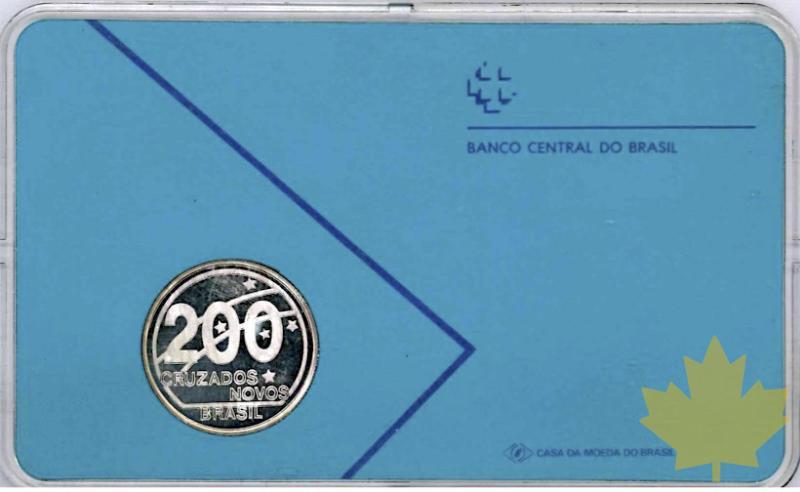 BANCO CENTRAL DO BRASIL
200
CRUZADOS
NOVOS
BRASIL
CASA DA MOEDA DO BRASIL